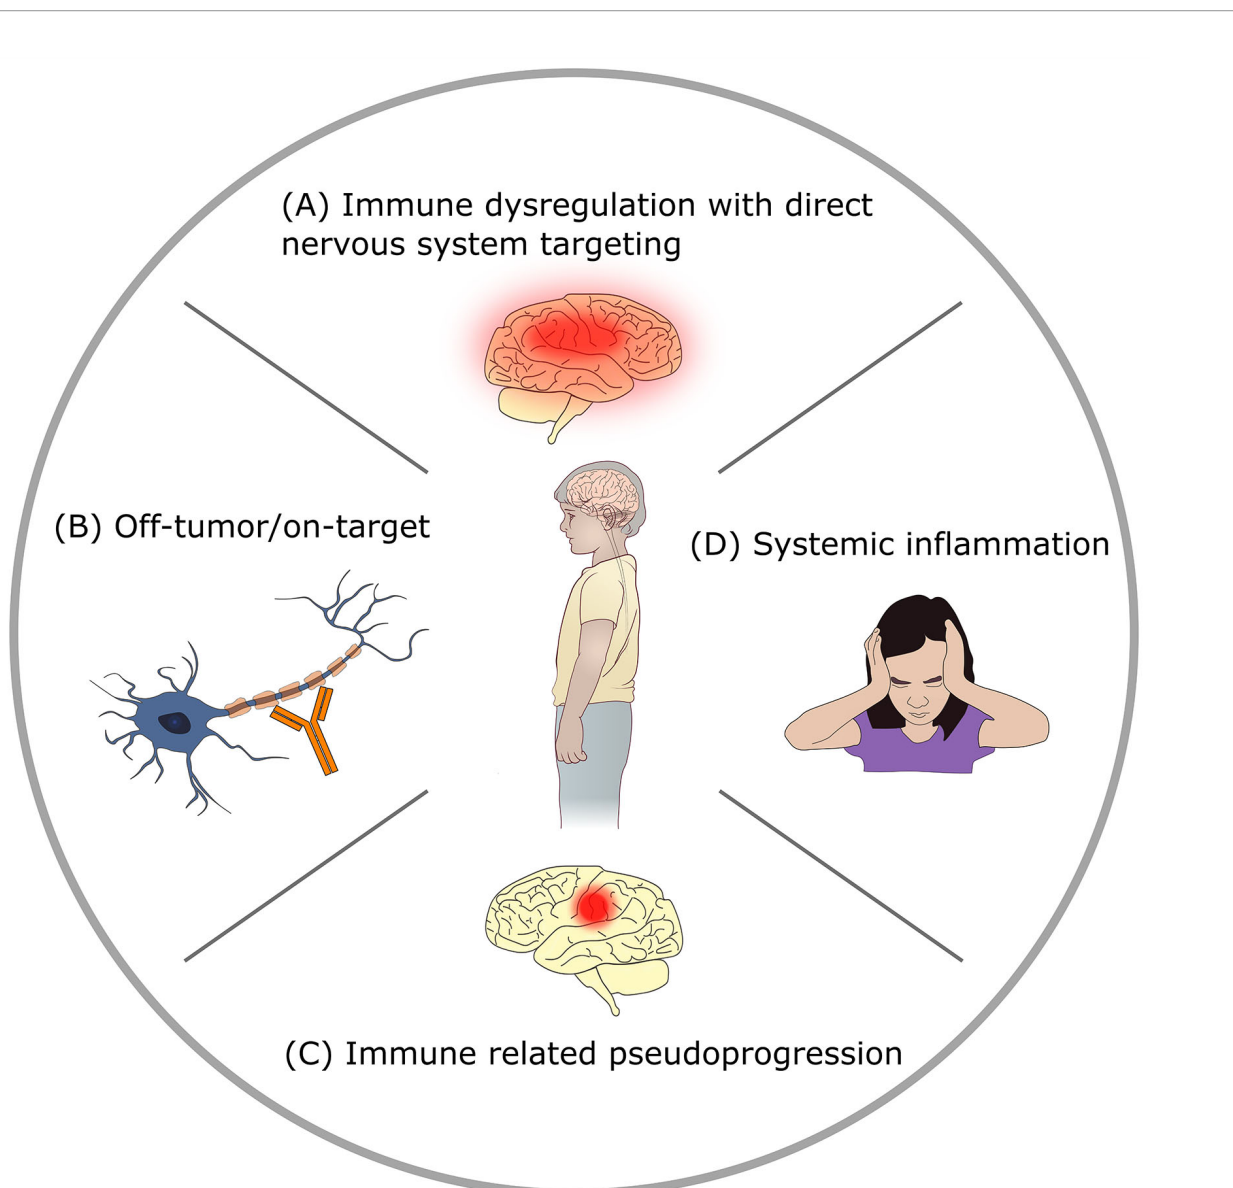 (A) Immune dysregulation with direct
nervous system targeting
(B) Off-tumor/on-target
(D) Systemic inflammation
(C) Immune related pseudoprogression